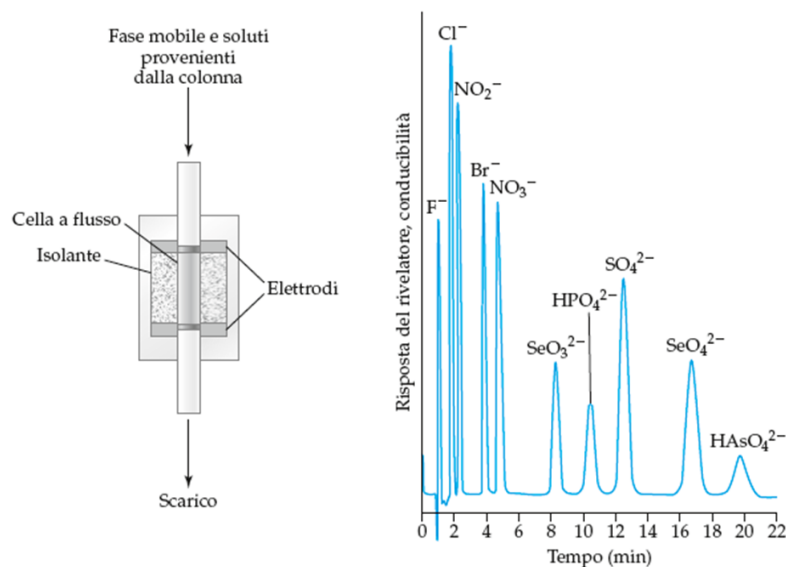 Fase mobile e soluti
provenienti
dalla colonna
Cella a flusso
Isolante
Elettrodi
Scarico
Risposta del rivelatore, conducibilità
F⁻
Cl⁻
NO₂⁻
Br⁻
NO₃⁻
SeO₃²⁻
HPO₄²⁻
SO₄²⁻
SeO₄²⁻
HAsO₄²⁻
0 2 4 6 8 10 12 14 16 18 20 22
Tempo (min)